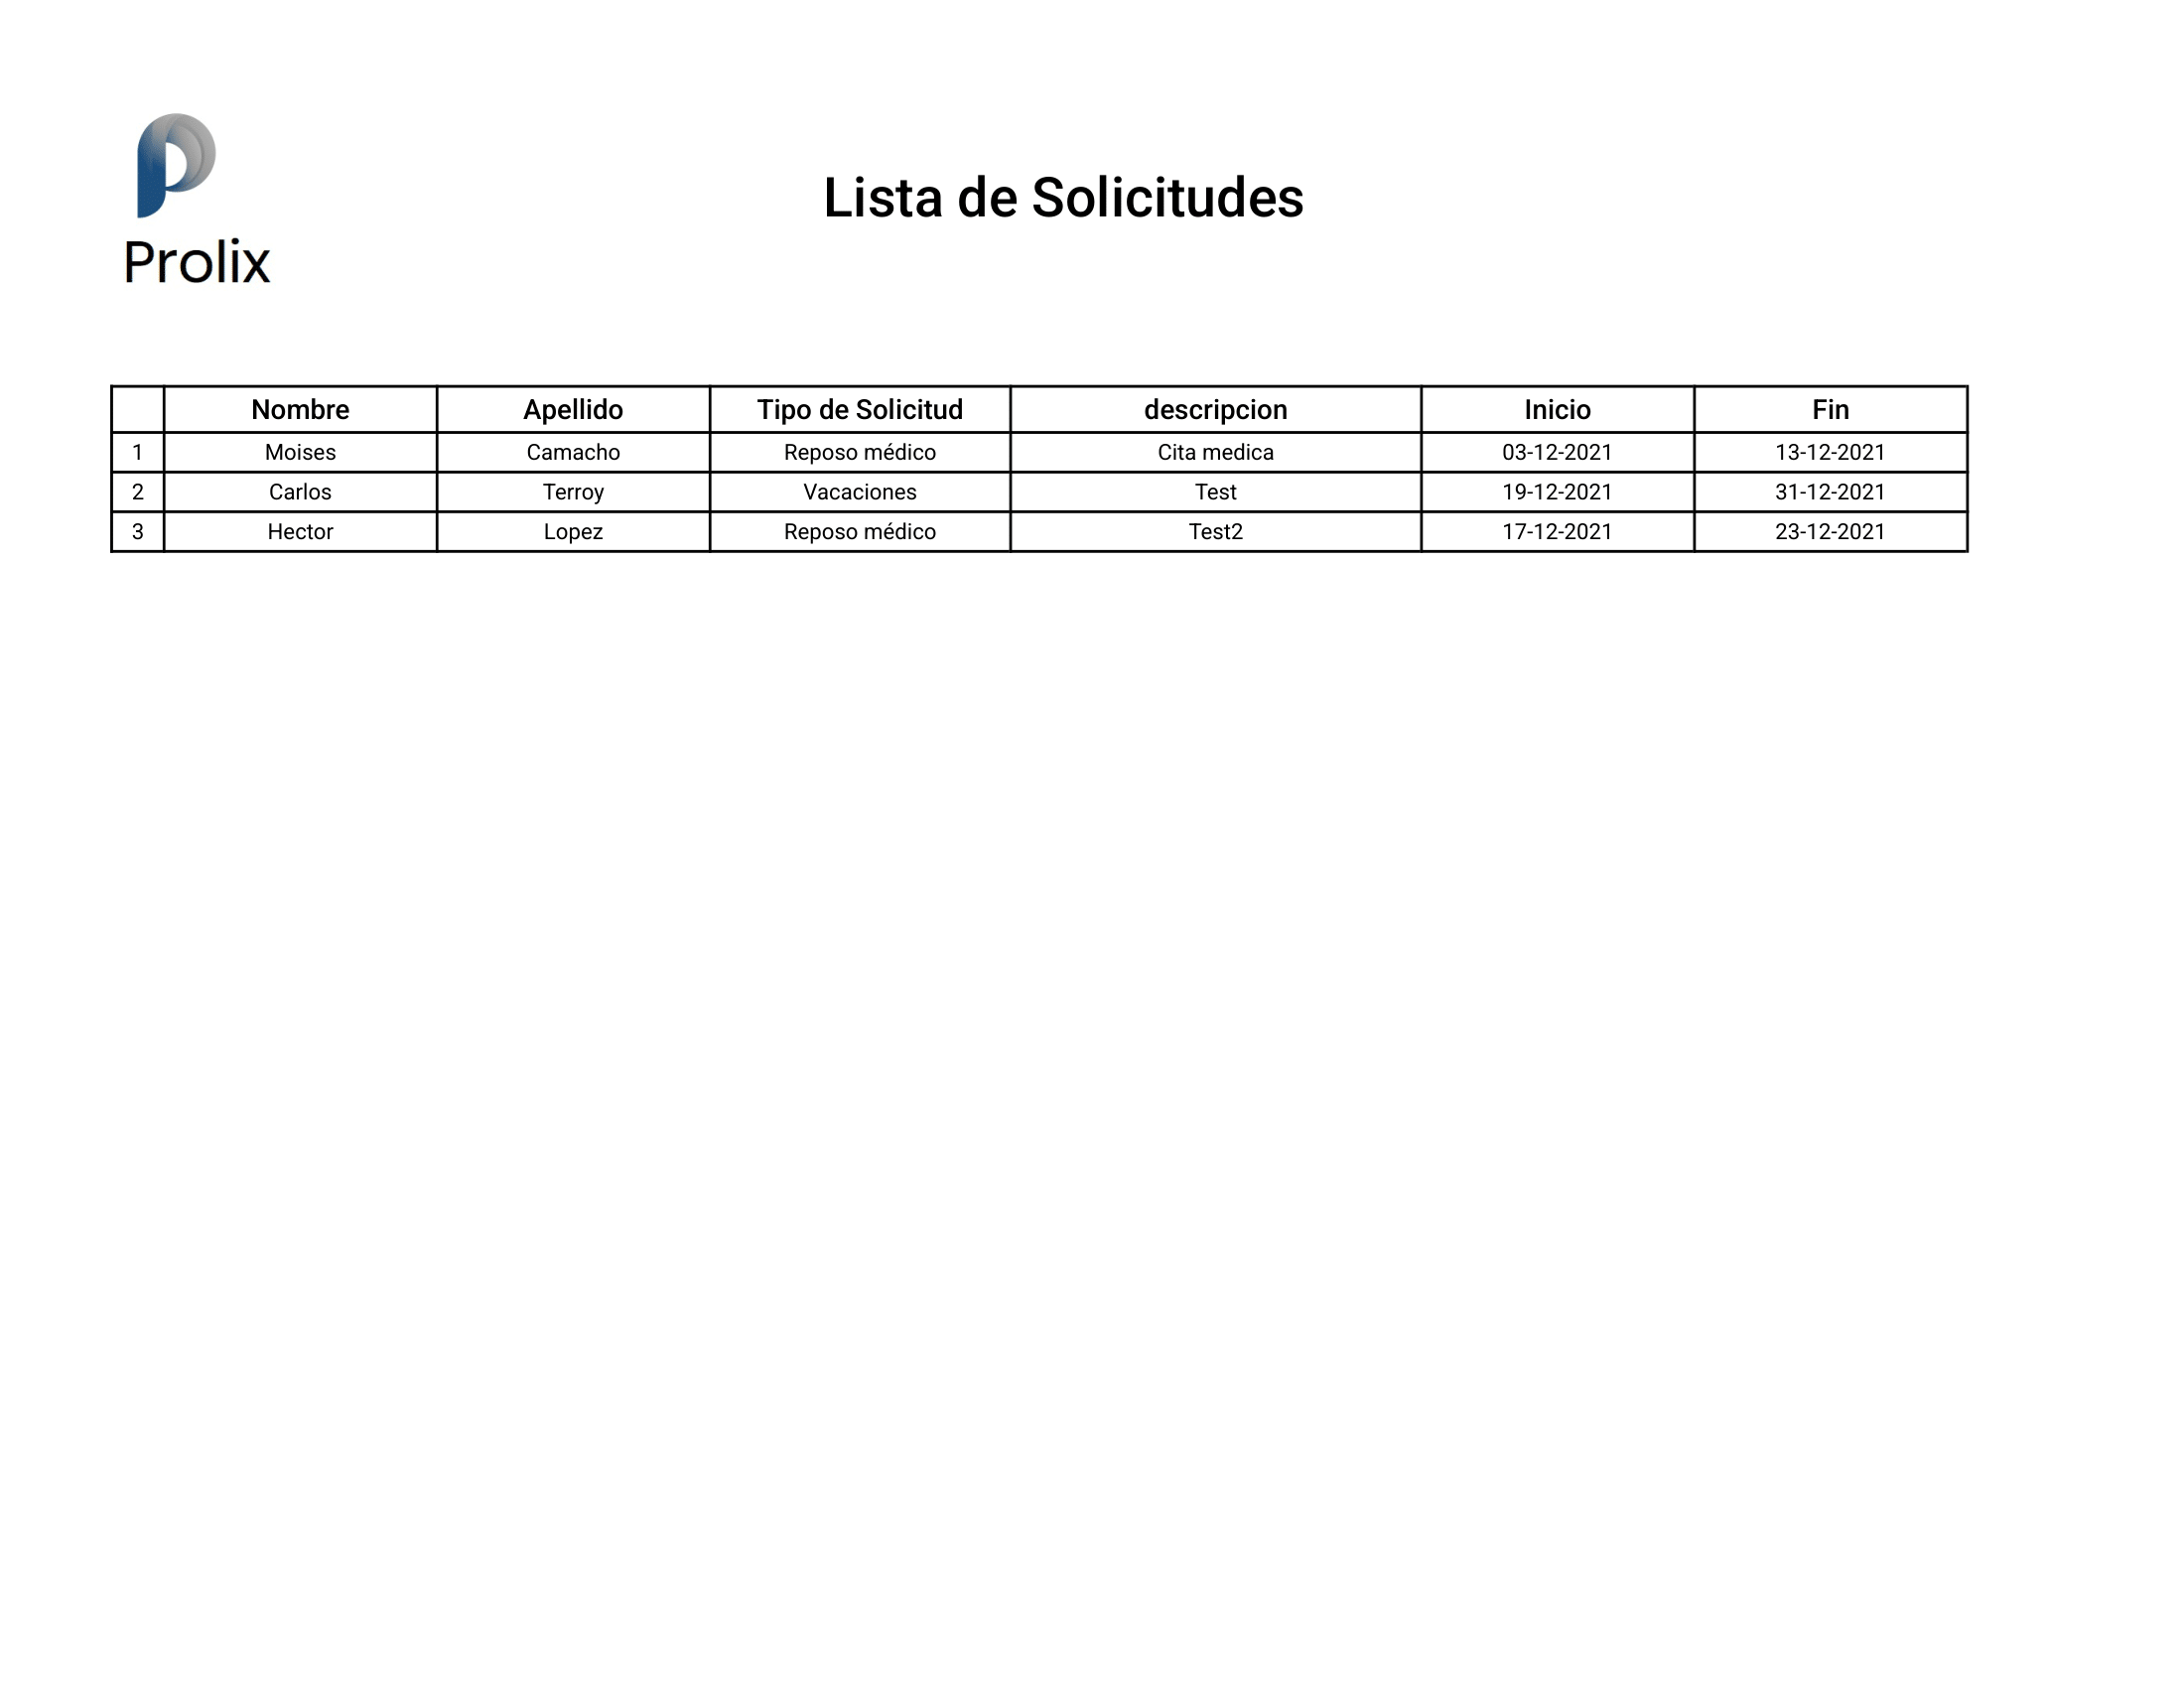 Prolix
Lista de Solicitudes
Nombre Apellido Tipo de Solicitud descripcion Inicio Fin
1 Moises Camacho Reposo médico Cita medica 03-12-2021 13-12-2021
2 Carlos Terroy Vacaciones Test 19-12-2021 31-12-2021
3 Hector Lopez Reposo médico Test2 17-12-2021 23-12-2021